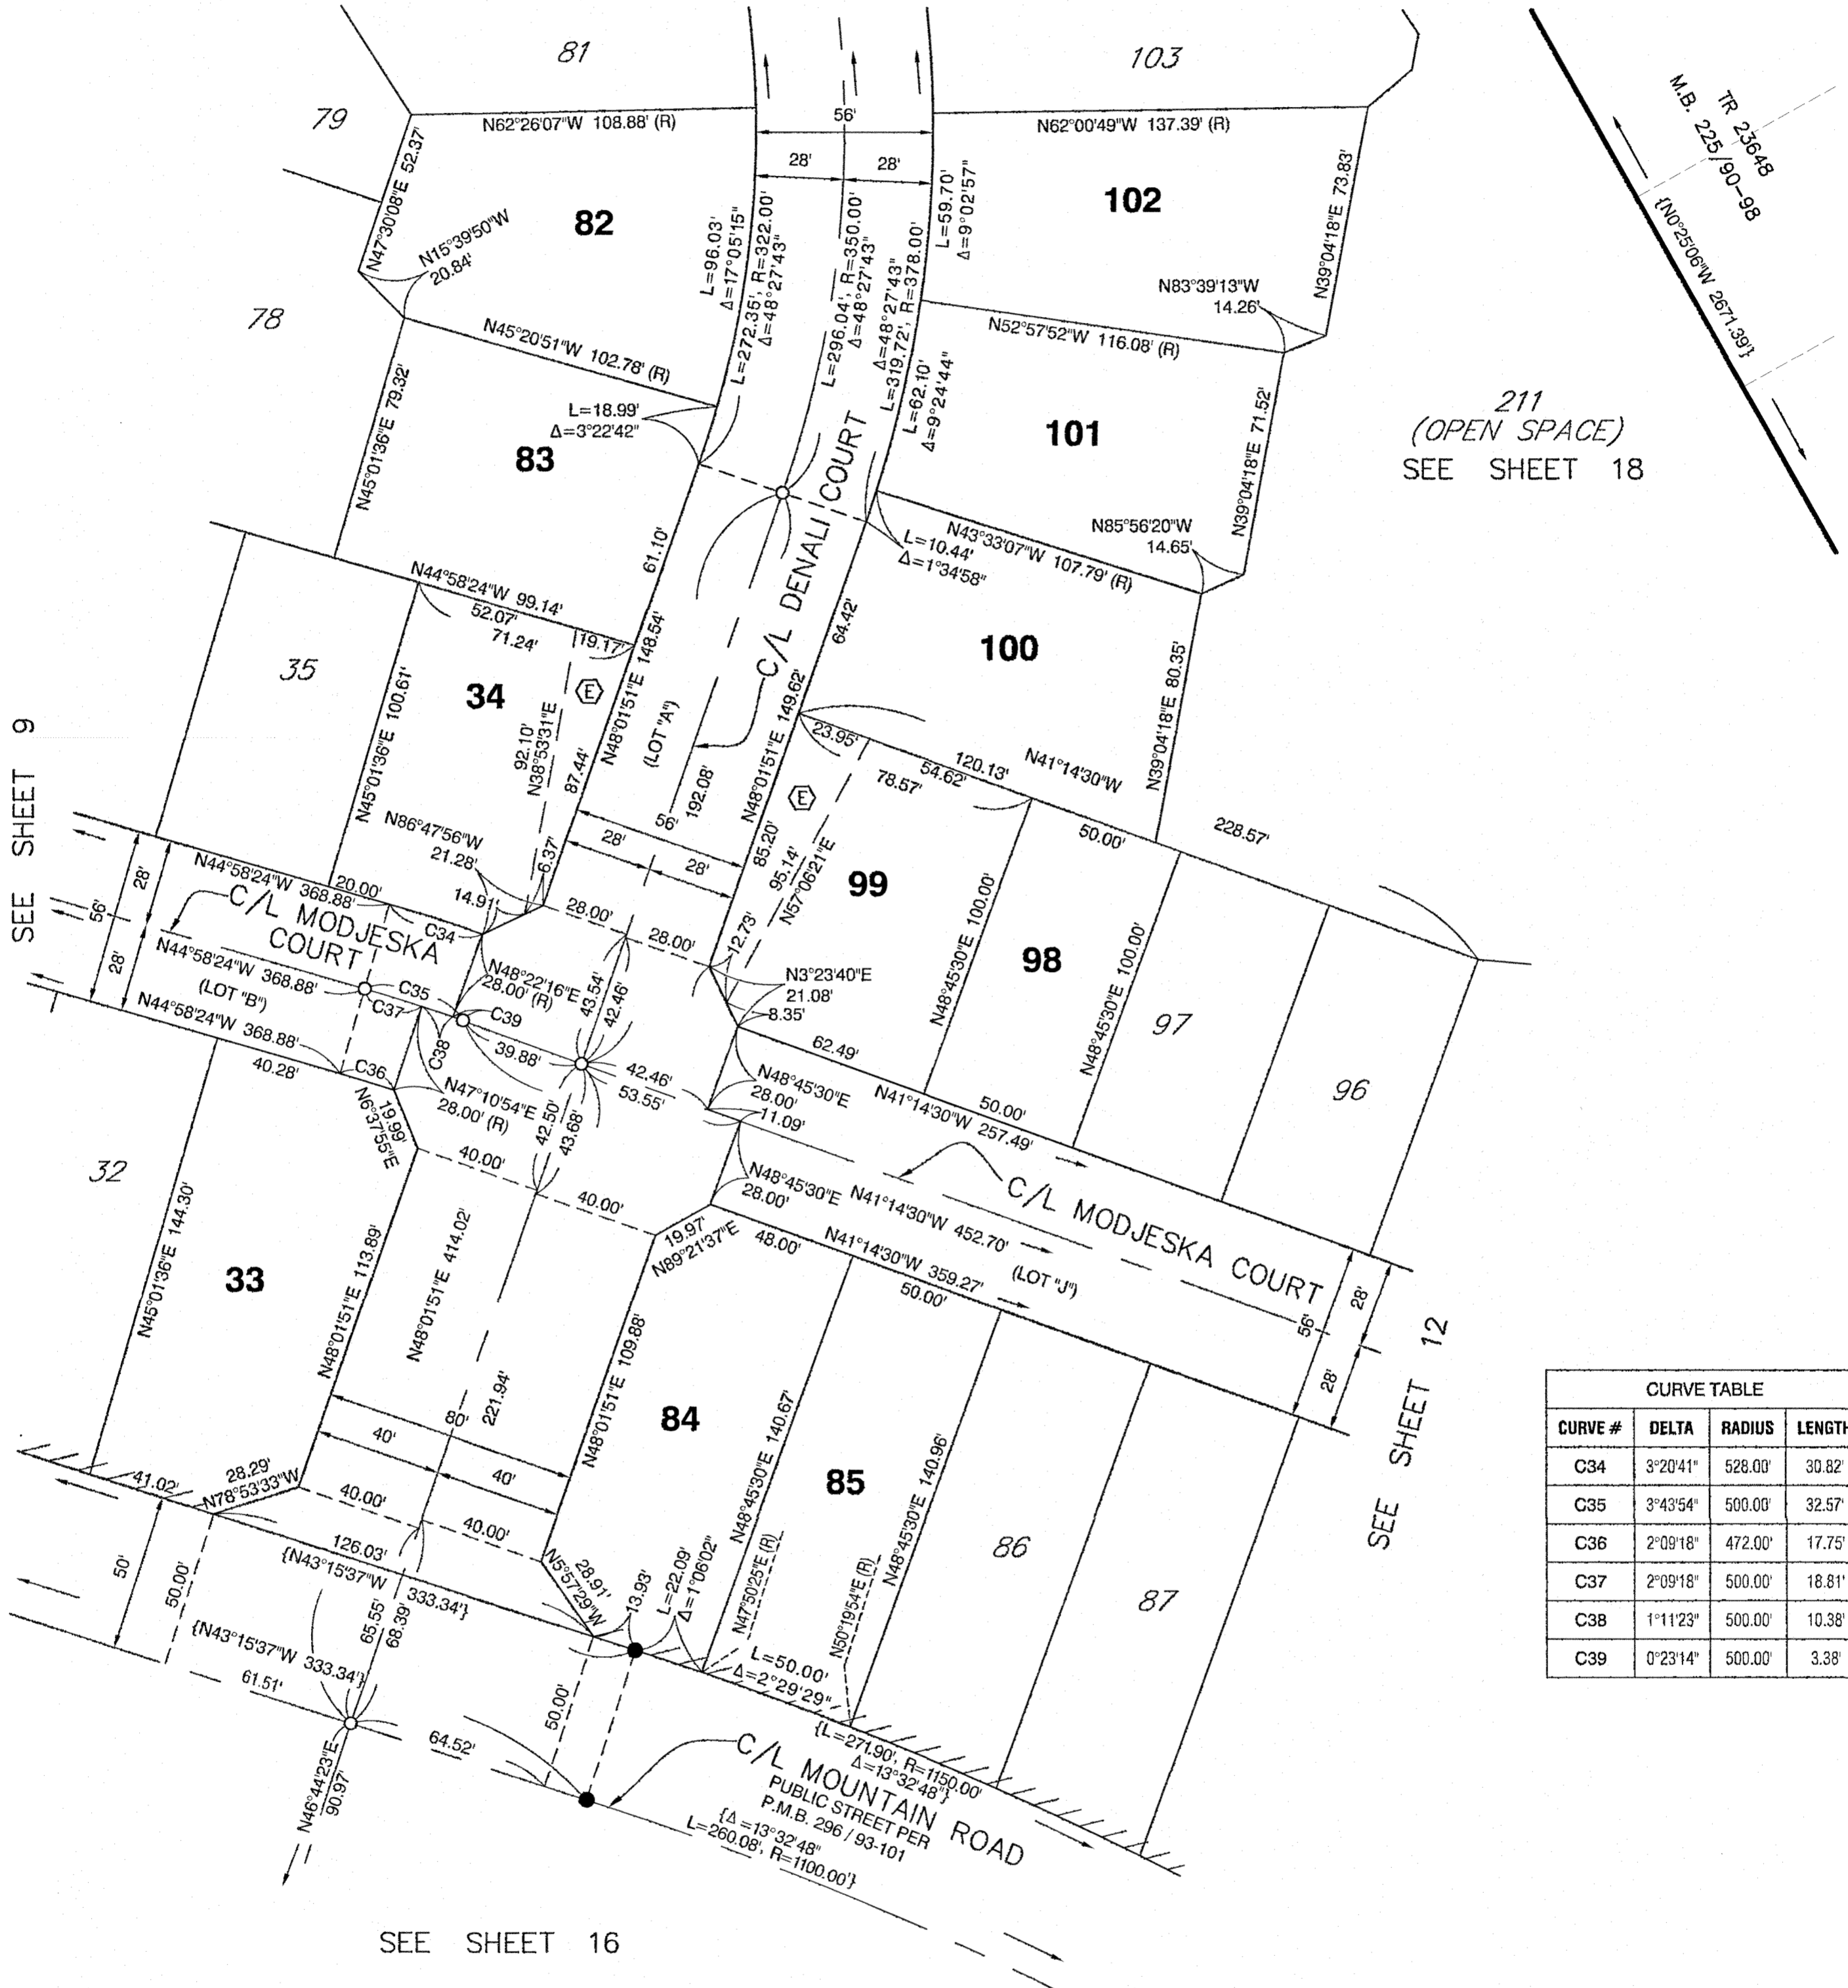 81
103
79
N62°26'07"W 108.88' (R)
56'
N62°00'49"W 137.39' (R)
TR 23648
M.B. 225/90-98
28'
28'
N47°30'08"E 52.37'
82
N15°39'50"W
20.84'
L=96.03'
Δ=17°05'15"
L=272.35', R=322.00'
Δ=48°27'43"
L=296.04', R=350.00'
Δ=48°27'43"
Δ=48°27'43"
L=319.72', R=378.00'
L=59.70'
Δ=9°02'57"
102
N39°04'18"E 73.83'
N83°39'13"W
14.26'
{N0°25'06"W 2671.39'}
78
N45°20'51"W 102.78' (R)
N52°57'52"W 116.08' (R)
L=62.10'
Δ=9°24'44"
N45°01'36"E 79.32'
L=18.99'
Δ=3°22'42"
83
101
N39°04'18"E 71.52'
211
(OPEN SPACE)
SEE SHEET 18
C/L DENALI COURT
61.10'
L=10.44'
Δ=1°34'58"
N43°33'07"W 107.79' (R)
N85°56'20"W
14.65'
N44°58'24"W 99.14'
52.07'
71.24'
19.17'
64.42'
100
35
34
E
N45°01'36"E 100.61'
92.10'
N38°53'31"E
87.44'
N48°01'51"E 148.54'
(LOT "A")
192.08'
N48°01'51"E 149.62'
N39°04'18"E 80.35'
23.95'
120.13'
54.62'
78.57'
N41°14'30"W
E
SEE SHEET 9
N86°47'56"W
21.28'
6.37'
14.91'
56'
28'
28'
85.20'
95.14'
N57°06'21"E
50.00'
228.57'
99
N44°58'24"W 368.88'
20.00'
C/L MODJESKA
COURT
C34
28.00'
28.00'
12.73'
N48°45'30"E 100.00'
98
N48°45'30"E 100.00'
28'
56'
28'
N44°58'24"W 368.88'
(LOT "B")
N44°58'24"W 368.88'
C35
C37
N48°22'16"E
28.00' (R)
C39
C38
43.54'
42.46'
N3°23'40"E
21.08'
8.35'
97
96
40.28'
C36
39.88'
42.46'
53.55'
62.49'
N41°14'30"W 257.49'
50.00'
N47°10'54"E
28.00' (R)
19.99'
N6°37'55"E
42.50'
43.68'
N48°45'30"E
28.00'
11.09'
32
40.00'
40.00'
N48°45'30"E
28.00'
N41°14'30"W 452.70'
C/L MODJESKA COURT
(LOT "J")
19.97'
N89°21'37"E
48.00'
N41°14'30"W 359.27'
50.00'
28'
56'
28'
SEE SHEET 12
N45°01'36"E 144.30'
33
N48°01'51"E 113.89'
N48°01'51"E 414.02'
221.94'
N48°01'51"E 109.88'
84
80'
40'
40'
N48°45'30"E 140.67'
85
N48°45'30"E 140.96'
86
87
41.02'
28.29'
N78°53'33"W
40.00'
40.00'
126.03'
{N43°15'37"W 333.34'}
28.91'
N5°57'29"W
13.93'
L=22.09'
Δ=1°06'02"
N47°50'25"E (R)
N50°19'54"E (R)
50'
50.00'
65.55'
68.39'
{N43°15'37"W 333.34'}
61.51'
L=50.00'
Δ=2°29'29"
{L=271.90', R=1150.00'
Δ=13°32'48"}
50.00'
64.52'
N46°44'23"E
90.97'
C/L MOUNTAIN ROAD
PUBLIC STREET PER
P.M.B. 296 / 93-101
{Δ =13°32'48"
L=260.08', R=1100.00'}
SEE SHEET 16
CURVE TABLE
CURVE # DELTA RADIUS LENGTH
C34 3°20'41" 528.00' 30.82'
C35 3°43'54" 500.00' 32.57'
C36 2°09'18" 472.00' 17.75'
C37 2°09'18" 500.00' 18.81'
C38 1°11'23" 500.00' 10.38'
C39 0°23'14" 500.00' 3.38'